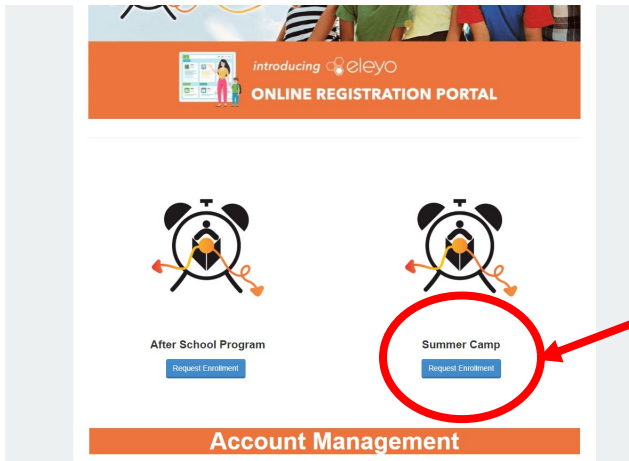 introducing eleyo
ONLINE REGISTRATION PORTAL
After School Program
Summer Camp
Request Enrollment
Request Enrollment
Account Management